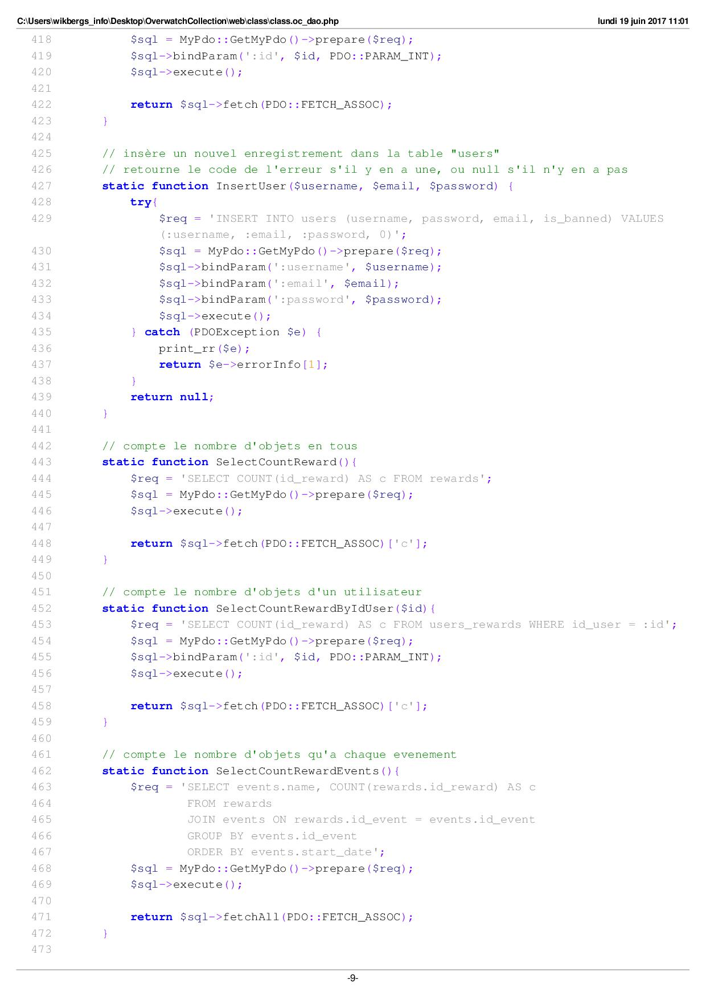 C:\Users\wikbergs_info\Desktop\OverwatchCollection\web\class\class.oc_dao.php lundi 19 juin 2017 11:01
418 $sql = MyPdo::GetMyPdo()->prepare($req);
419 $sql->bindParam(':id', $id, PDO::PARAM_INT);
420 $sql->execute();
421
422 return $sql->fetch(PDO::FETCH_ASSOC);
423 }
424
425 // insère un nouvel enregistrement dans la table "users"
426 // retourne le code de l'erreur s'il y en a une, ou null s'il n'y en a pas
427 static function InsertUser($username, $email, $password) {
428 try{
429 $req = 'INSERT INTO users (username, password, email, is_banned) VALUES
(:username, :email, :password, 0)';
430 $sql = MyPdo::GetMyPdo()->prepare($req);
431 $sql->bindParam(':username', $username);
432 $sql->bindParam(':email', $email);
433 $sql->bindParam(':password', $password);
434 $sql->execute();
435 } catch (PDOException $e) {
436 print_rr($e);
437 return $e->errorInfo[1];
438 }
439 return null;
440 }
441
442 // compte le nombre d'objets en tous
443 static function SelectCountReward(){
444 $req = 'SELECT COUNT(id_reward) AS c FROM rewards';
445 $sql = MyPdo::GetMyPdo()->prepare($req);
446 $sql->execute();
447
448 return $sql->fetch(PDO::FETCH_ASSOC)['c'];
449 }
450
451 // compte le nombre d'objets d'un utilisateur
452 static function SelectCountRewardByIdUser($id){
453 $req = 'SELECT COUNT(id_reward) AS c FROM users_rewards WHERE id_user = :id';
454 $sql = MyPdo::GetMyPdo()->prepare($req);
455 $sql->bindParam(':id', $id, PDO::PARAM_INT);
456 $sql->execute();
457
458 return $sql->fetch(PDO::FETCH_ASSOC)['c'];
459 }
460
461 // compte le nombre d'objets qu'a chaque evenement
462 static function SelectCountRewardEvents(){
463 $req = 'SELECT events.name, COUNT(rewards.id_reward) AS c
464 FROM rewards
465 JOIN events ON rewards.id_event = events.id_event
466 GROUP BY events.id_event
467 ORDER BY events.start_date';
468 $sql = MyPdo::GetMyPdo()->prepare($req);
469 $sql->execute();
470
471 return $sql->fetchAll(PDO::FETCH_ASSOC);
472 }
473
-9-